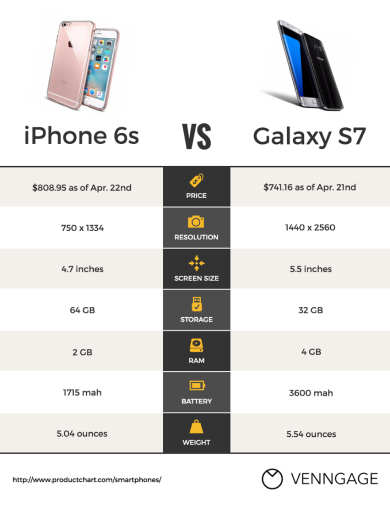 iPhone 6s VS Galaxy S7
$808.95 as of Apr. 22nd PRICE $741.16 as of Apr. 21nd
750 x 1334 RESOLUTION 1440 x 2560
4.7 inches SCREEN SIZE 5.5 inches
64 GB STORAGE 32 GB
2 GB RAM 4 GB
1715 mah BATTERY 3600 mah
5.04 ounces WEIGHT 5.54 ounces
http://www.productchart.com/smartphones/ VENNGAGE